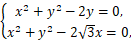 x² + y² − 2y = 0,
x² + y² − 2√3x = 0.